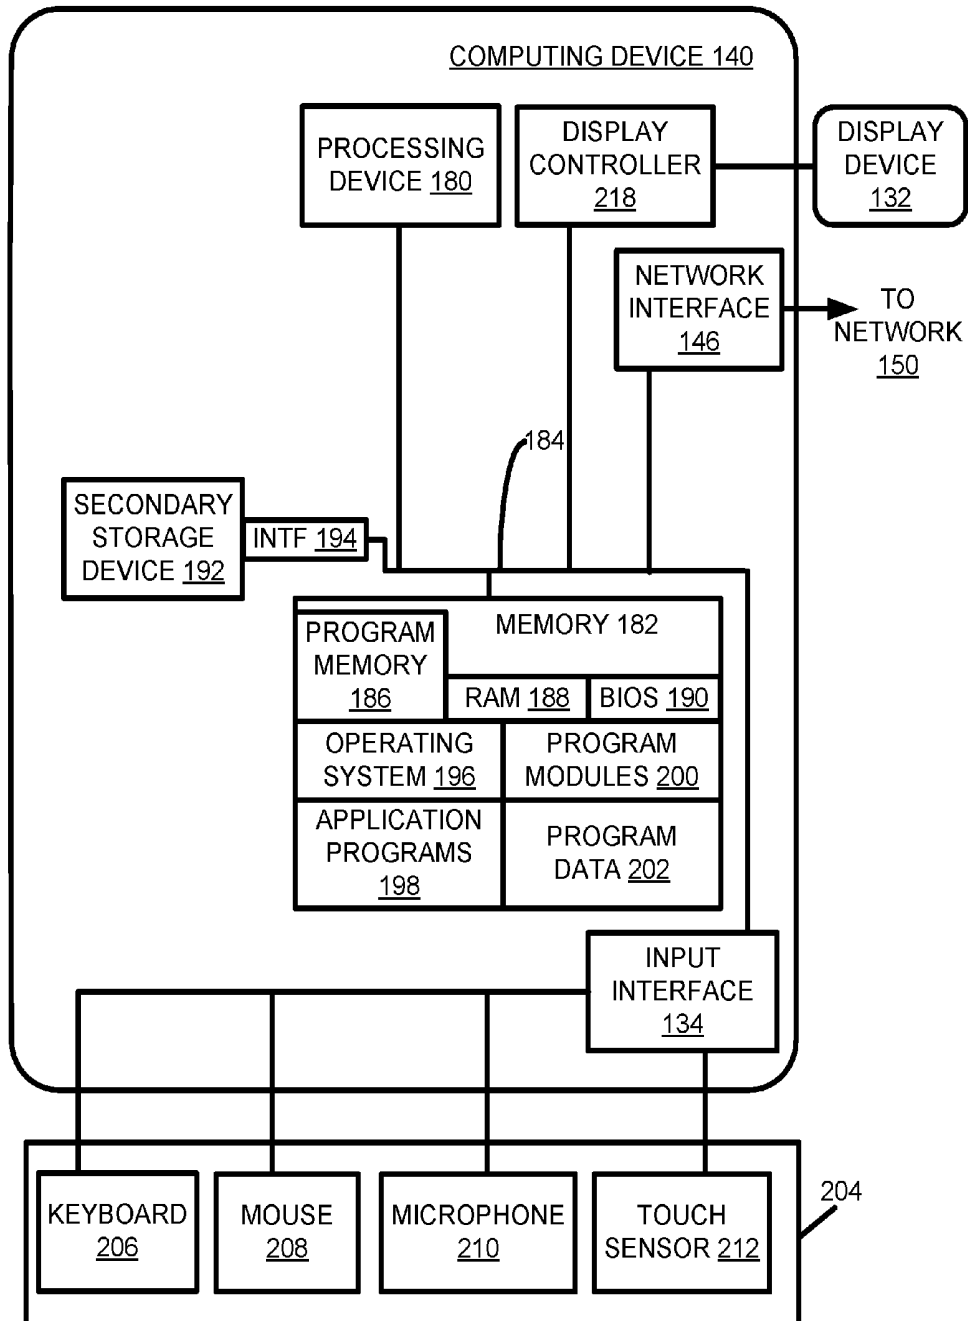 COMPUTING DEVICE 140
PROCESSING
DEVICE 180
DISPLAY
CONTROLLER
218
DISPLAY
DEVICE
132
NETWORK
INTERFACE
146
TO
NETWORK
150
184
SECONDARY
STORAGE
DEVICE 192
INTF 194
MEMORY 182
PROGRAM
MEMORY
186
RAM 188
BIOS 190
OPERATING
SYSTEM 196
PROGRAM
MODULES 200
APPLICATION
PROGRAMS
198
PROGRAM
DATA 202
INPUT
INTERFACE
134
204
KEYBOARD
206
MOUSE
208
MICROPHONE
210
TOUCH
SENSOR 212